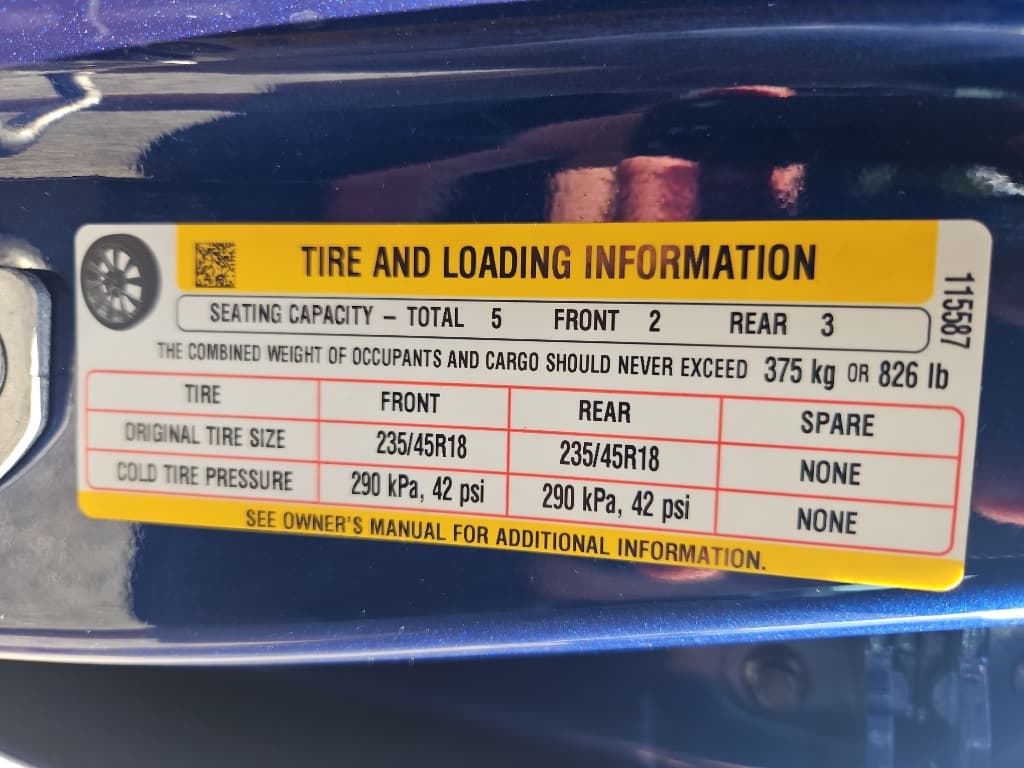 TIRE AND LOADING INFORMATION
SEATING CAPACITY – TOTAL 5 FRONT 2 REAR 3
THE COMBINED WEIGHT OF OCCUPANTS AND CARGO SHOULD NEVER EXCEED 375 kg OR 826 lb
TIRE FRONT REAR SPARE
ORIGINAL TIRE SIZE 235/45R18 235/45R18 NONE
COLD TIRE PRESSURE 290 kPa, 42 psi 290 kPa, 42 psi NONE
SEE OWNER'S MANUAL FOR ADDITIONAL INFORMATION.
115587